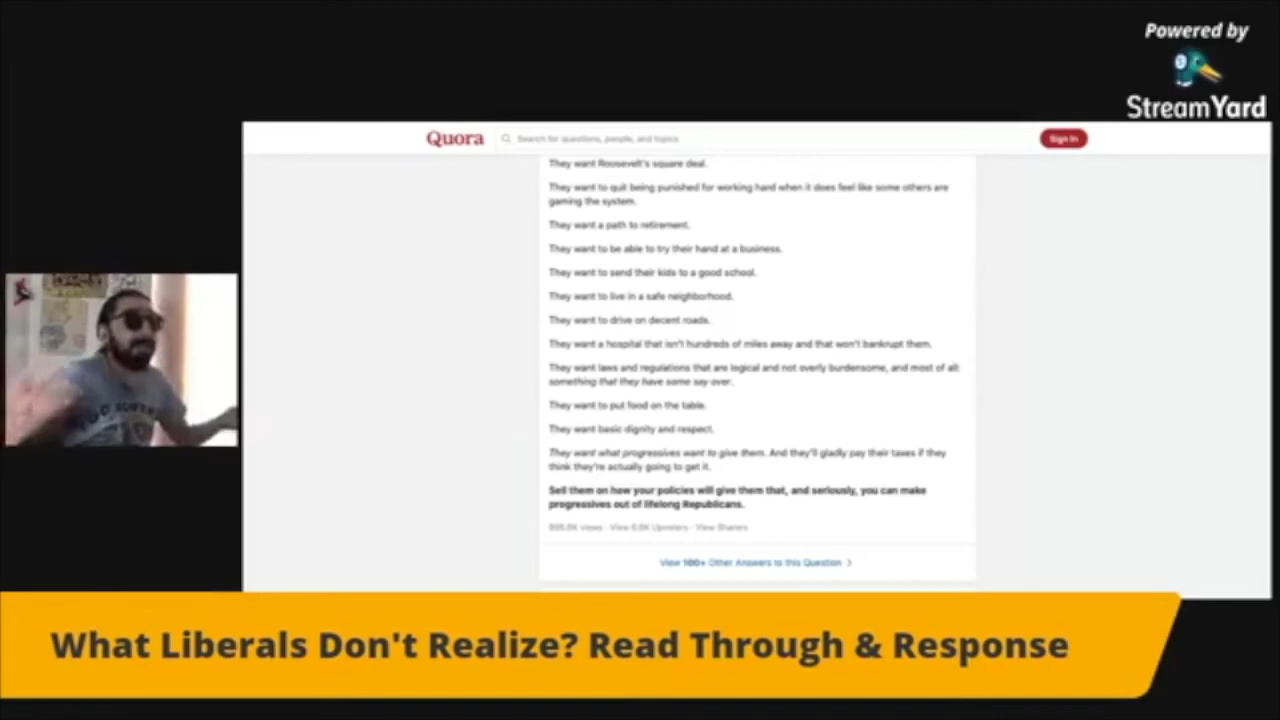 Powered by
StreamYard
Quora
Search for questions, people, and topics
Sign In
They want Roosevelt's square deal.
They want to quit being punished for working hard when it does feel like some others are
gaming the system.
They want a path to retirement.
They want to be able to try their hand at a business.
They want to send their kids to a good school.
They want to live in a safe neighborhood.
They want to drive on decent roads.
They want a hospital that isn't hundreds of miles away and that won't bankrupt them.
They want laws and regulations that are logical and not overly burdensome, and most of all:
something that they have some say over.
They want to put food on the table.
They want basic dignity and respect.
They want what progressives want to give them. And they'll gladly pay their taxes if they
think they're actually going to get it.
Sell them on how your policies will give them that, and seriously, you can make
progressives out of lifelong Republicans.
views · View Upvoters · View Sharers
View 100+ Other Answers to this Question
What Liberals Don't Realize? Read Through & Response